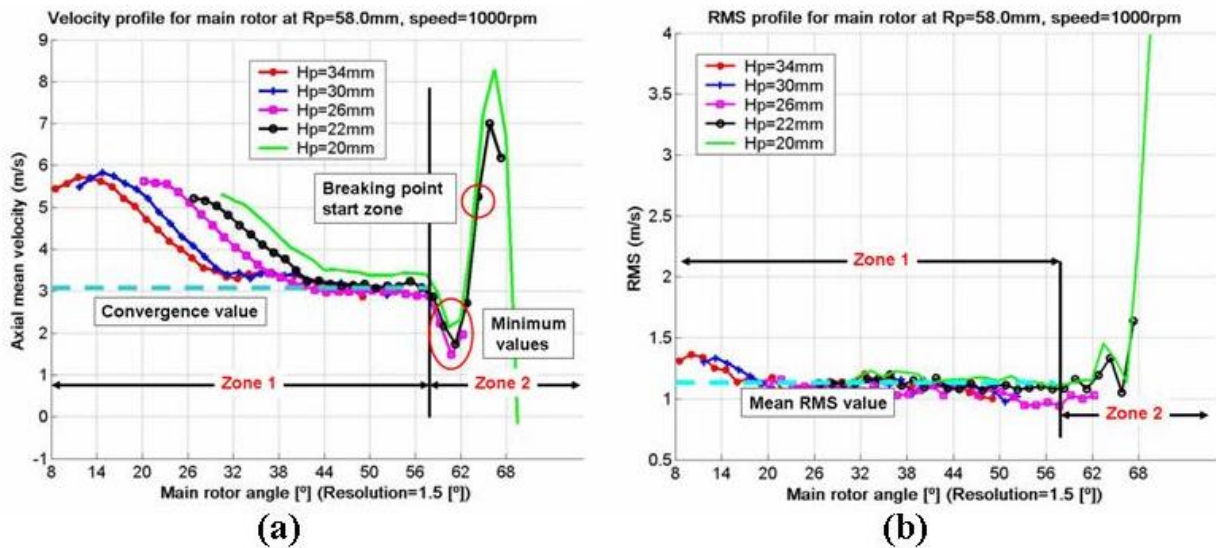 Velocity profile for main rotor at Rp=58.0mm, speed=1000rpm
9
8
7
6
5
4
3
2
1
0
-1
Axial mean velocity (m/s)
Hp=34mm
Hp=30mm
Hp=26mm
Hp=22mm
Hp=20mm
Breaking point
start zone
Convergence value
Minimum
values
Zone 1
Zone 2
8 14 20 26 32 38 44 50 56 62 68
Main rotor angle [º] (Resolution=1.5 [º])
(a)
RMS profile for main rotor at Rp=58.0mm, speed=1000rpm
4
3.5
3
2.5
2
1.5
1
0.5
RMS (m/s)
Hp=34mm
Hp=30mm
Hp=26mm
Hp=22mm
Hp=20mm
Zone 1
Mean RMS value
Zone 2
8 14 20 26 32 38 44 50 56 62 68
Main rotor angle [º] (Resolution=1.5 [º])
(b)